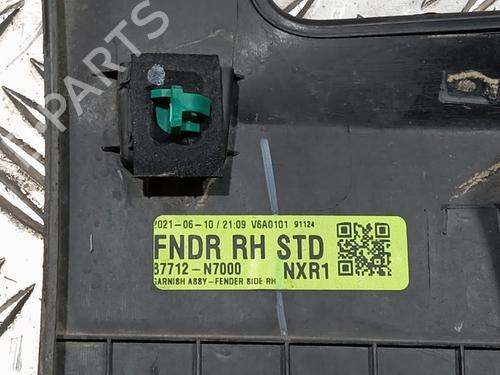 PARTS
2021-06-10 / 21:09 V6A0101 91124
FNDR RH STD
87712-N7000 NXR1
GARNISH ASSY-FENDER SIDE RH